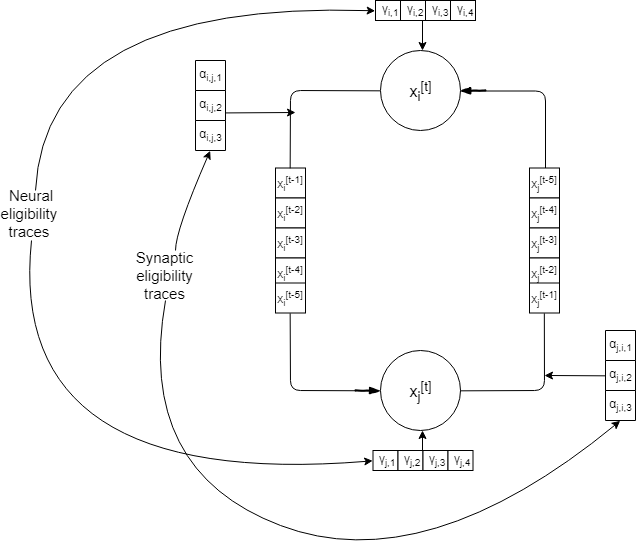 γi,1 γi,2 γi,3 γi,4
xi[t]
αi,j,1
αi,j,2
αi,j,3
xi[t-1]
xi[t-2]
xi[t-3]
xi[t-4]
xi[t-5]
xj[t-5]
xj[t-4]
xj[t-3]
xj[t-2]
xj[t-1]
Neural
eligibility
traces
Synaptic
eligibility
traces
xj[t]
αj,i,1
αj,i,2
αj,i,3
γj,1 γj,2 γj,3 γj,4